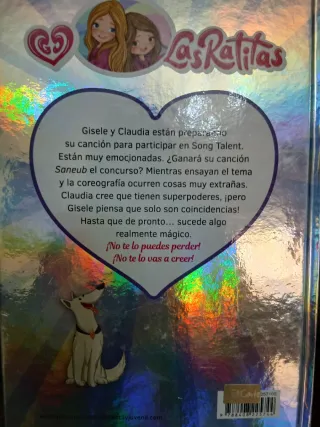 Las Ratitas
Gisele y Claudia están preparando
su canción para participar en Song Talent.
Están muy emocionadas. ¿Ganará su canción
Saneub el concurso? Mientras ensayan el tema
y la coreografía ocurren cosas muy extrañas.
Claudia cree que tienen superpoderes, ¡pero
Gisele piensa que solo son coincidencias!
Hasta que de pronto... sucede algo
realmente mágico.
¡No te lo puedes perder!
¡No te lo vas a creer!